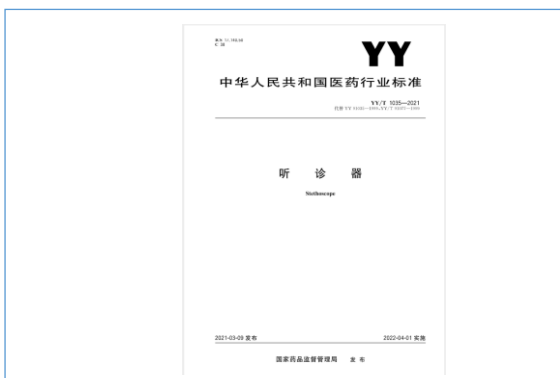 YY
中华人民共和国医药行业标准
YY/T 1035—2021
听 诊 器
Stethoscope
2021-03-09 发布
2022-04-01 实施
国家药品监督管理局 发 布